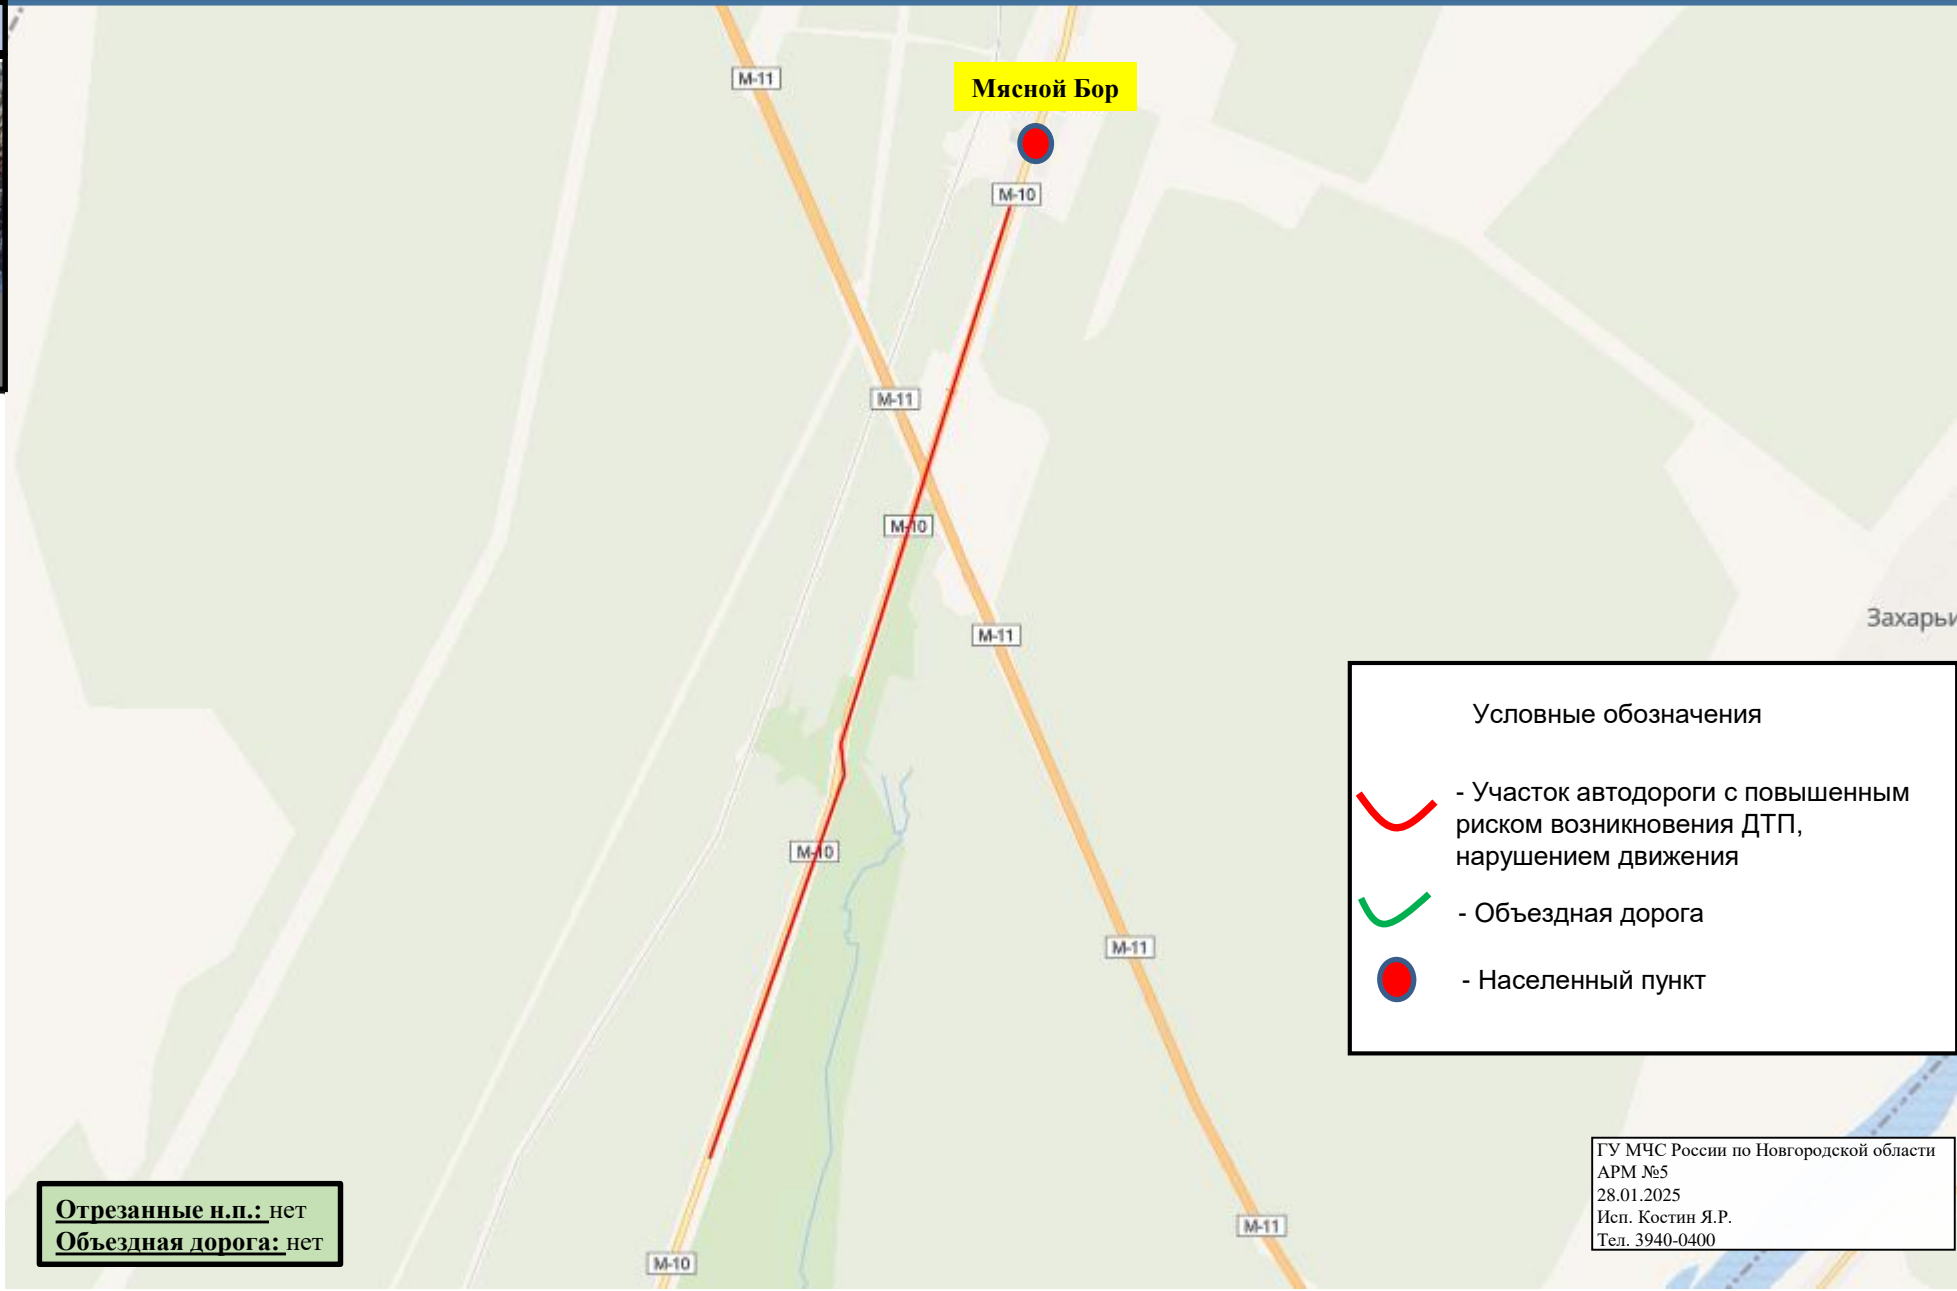 М-11
Мясной Бор
М-10
М-11
М-10
М-11
Захарьи
Условные обозначения
- Участок автодороги с повышенным
риском возникновения ДТП,
нарушением движения
М-10
- Объездная дорога
М-11
- Населенный пункт
ГУ МЧС России по Новгородской области
АРМ №5
28.01.2025
Исп. Костин Я.Р.
Тел. 3940-0400
Отрезанные н.п.: нет
Объездная дорога: нет
М-11
М-10